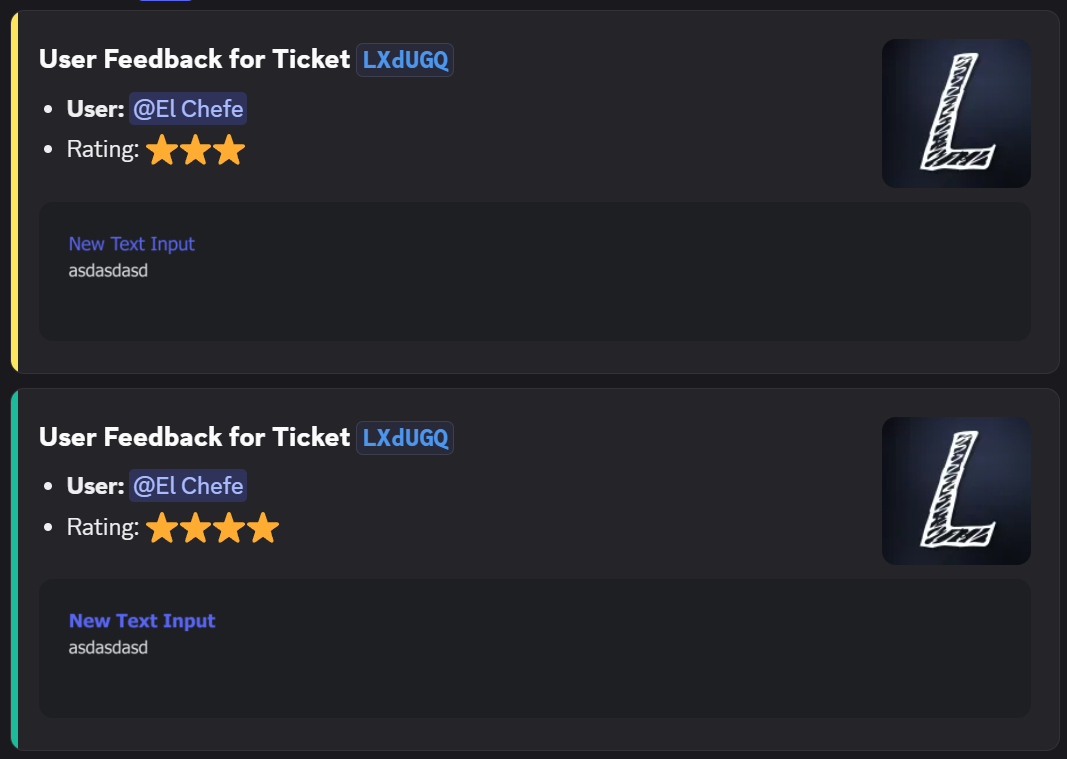 User Feedback for Ticket LXdUGQ
User: @El Chefe
Rating: ⭐⭐⭐
New Text Input
asdasdasd
L
User Feedback for Ticket LXdUGQ
User: @El Chefe
Rating: ⭐⭐⭐⭐
New Text Input
asdasdasd
L